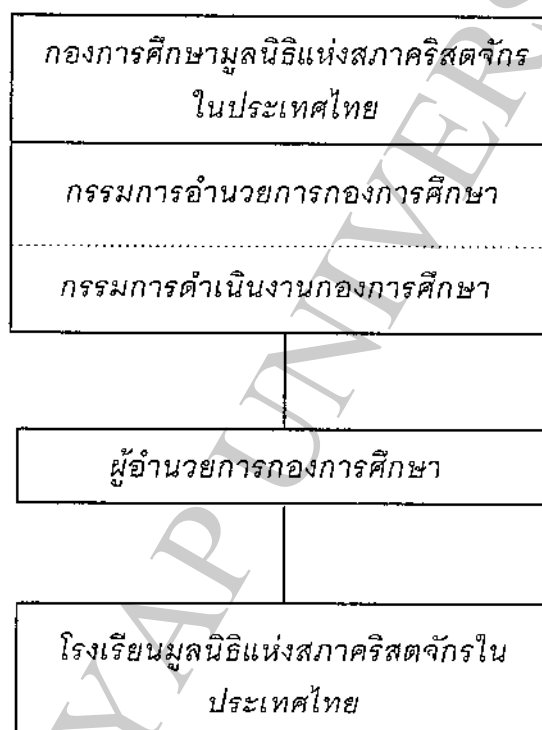 กองการศึกษามูลนิธิแห่งสภาคริสตจักร
ในประเทศไทย
กรรมการอำนวยการกองการศึกษา
กรรมการดำเนินงานกองการศึกษา
ผู้อำนวยการกองการศึกษา
โรงเรียนมูลนิธิแห่งสภาคริสตจักรใน
ประเทศไทย
YAP UNIVERS